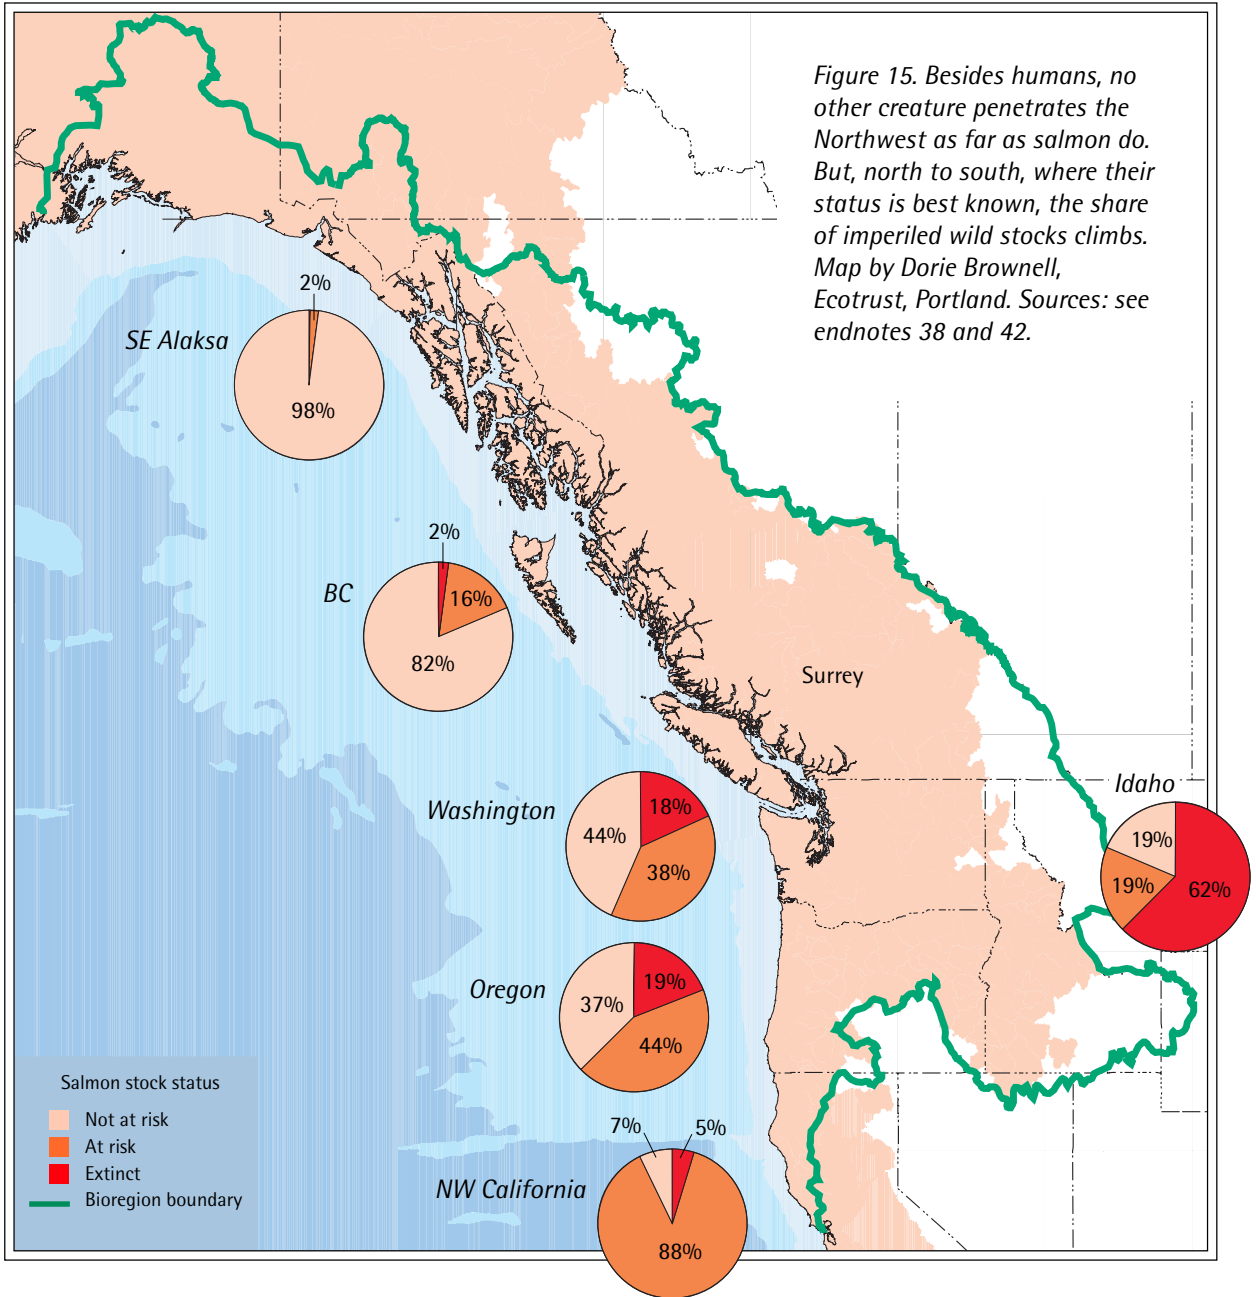 Figure 15. Besides humans, no
other creature penetrates the
Northwest as far as salmon do.
But, north to south, where their
status is best known, the share
of imperiled wild stocks climbs.
Map by Dorie Brownell,
Ecotrust, Portland. Sources: see
endnotes 38 and 42.
2%
SE Alaksa
98%
2%
BC
16%
82%
Surrey
Idaho
Washington
18%
44%
38%
19%
19%
62%
Oregon
19%
37%
44%
Salmon stock status
Not at risk
At risk
Extinct
Bioregion boundary
7%
5%
NW California
88%